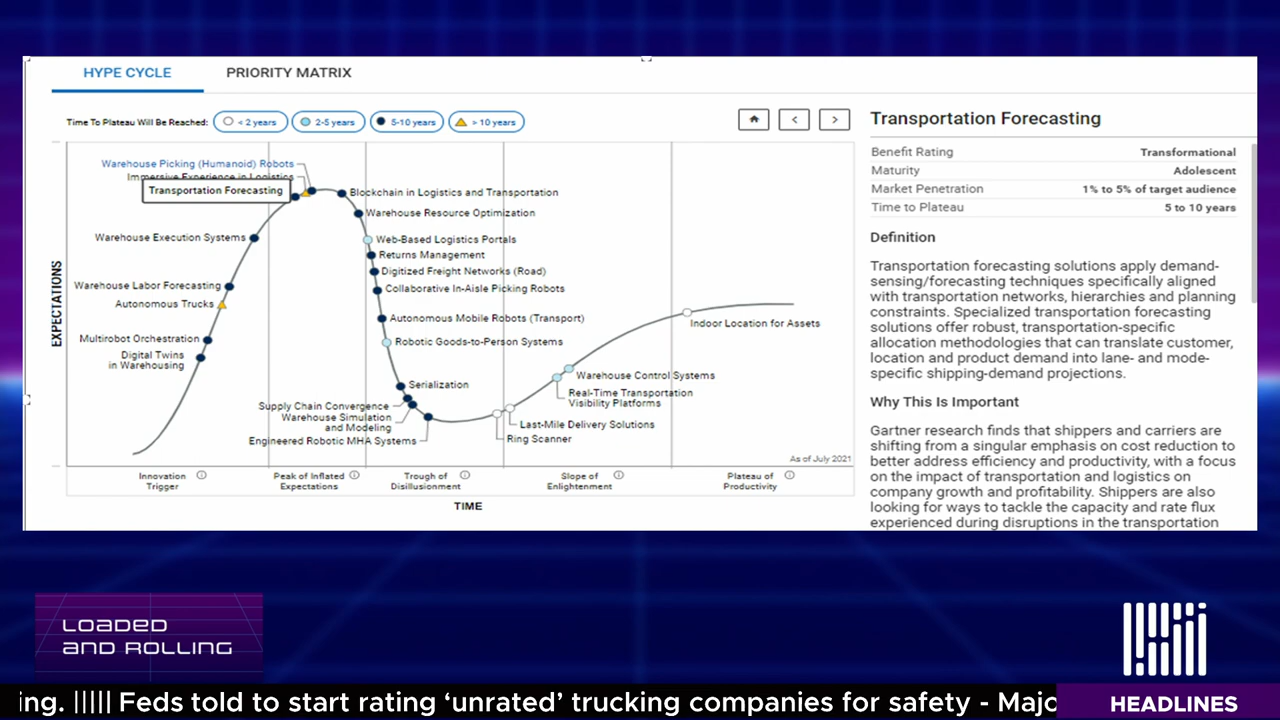 HYPE CYCLE
PRIORITY MATRIX
Time To Plateau Will Be Reached:
< 2 years
2-5 years
5-10 years
> 10 years
EXPECTATIONS
Warehouse Picking (Humanoid) Robots
Immersive Experience in Logistics
Transportation Forecasting
Warehouse Execution Systems
Warehouse Labor Forecasting
Autonomous Trucks
Multirobot Orchestration
Digital Twins
in Warehousing
Blockchain in Logistics and Transportation
Warehouse Resource Optimization
Web-Based Logistics Portals
Returns Management
Digitized Freight Networks (Road)
Collaborative In-Aisle Picking Robots
Autonomous Mobile Robots (Transport)
Robotic Goods-to-Person Systems
Serialization
Supply Chain Convergence
Warehouse Simulation
and Modeling
Engineered Robotic MHA Systems
Indoor Location for Assets
Warehouse Control Systems
Real-Time Transportation
Visibility Platforms
Last-Mile Delivery Solutions
Ring Scanner
As of July 2021
Innovation
Trigger
Peak of Inflated
Expectations
Trough of
Disillusionment
Slope of
Enlightenment
Plateau of
Productivity
TIME
Transportation Forecasting
Benefit Rating Transformational
Maturity Adolescent
Market Penetration 1% to 5% of target audience
Time to Plateau 5 to 10 years
Definition
Transportation forecasting solutions apply demand-
sensing/forecasting techniques specifically aligned
with transportation networks, hierarchies and planning
constraints. Specialized transportation forecasting
solutions offer robust, transportation-specific
allocation methodologies that can translate customer,
location and product demand into lane- and mode-
specific shipping-demand projections.
Why This Is Important
Gartner research finds that shippers and carriers are
shifting from a singular emphasis on cost reduction to
better address efficiency and productivity, with a focus
on the impact of transportation and logistics on
company growth and profitability. Shippers are also
looking for ways to tackle the capacity and rate flux
experienced during disruptions in the transportation
LOADED
AND ROLLING
ing. ||||| Feds told to start rating ‘unrated’ trucking companies for safety - Majo
HEADLINES